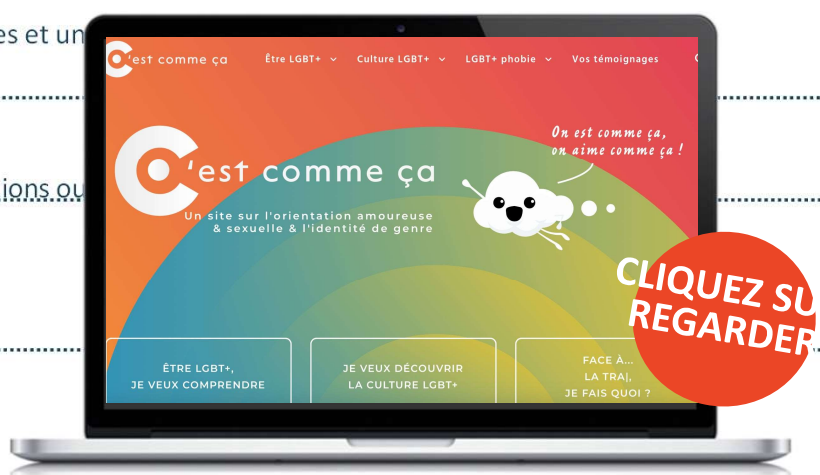 es et un
'est comme ça
Être LGBT+
Culture LGBT+
LGBT+ phobie
Vos témoignages
On est comme ça,
on aime comme ça !
C'est comme ça
Un site sur l'orientation amoureuse
& sexuelle & l'identité de genre
ions ou
CLIQUEZ SU
REGARDER
ÊTRE LGBT+,
JE VEUX COMPRENDRE
JE VEUX DÉCOUVRIR
LA CULTURE LGBT+
FACE À...
LA TRA|,
JE FAIS QUOI ?